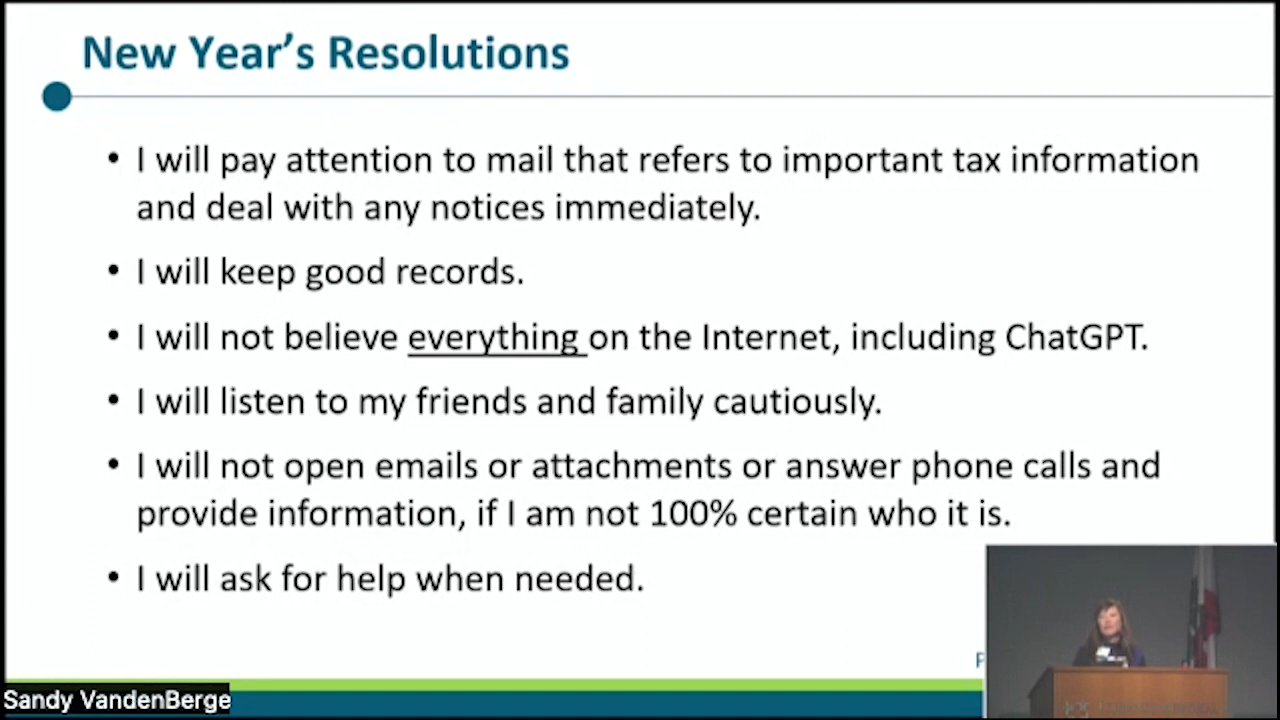 New Year’s Resolutions
• I will pay attention to mail that refers to important tax information
and deal with any notices immediately.
• I will keep good records.
• I will not believe everything on the Internet, including ChatGPT.
• I will listen to my friends and family cautiously.
• I will not open emails or attachments or answer phone calls and
provide information, if I am not 100% certain who it is.
• I will ask for help when needed.
Sandy VandenBerge